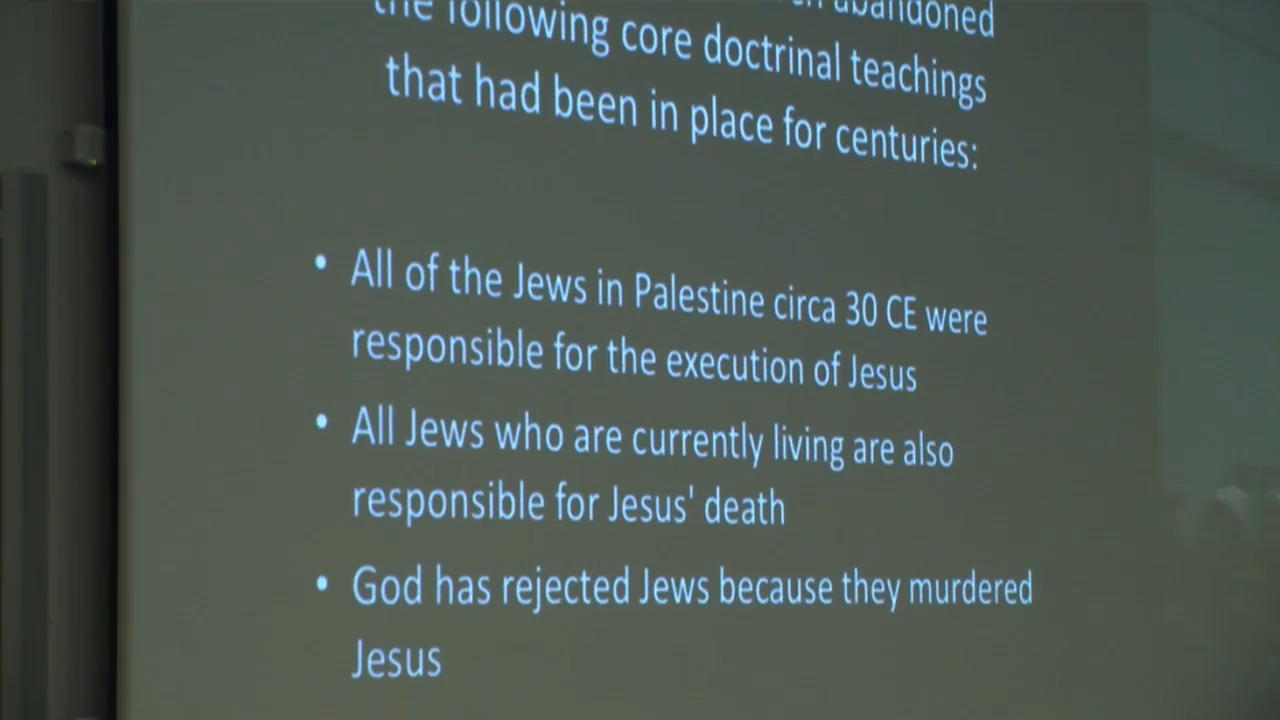 abandoned
the following core doctrinal teachings
that had been in place for centuries:
• All of the Jews in Palestine circa 30 CE were
responsible for the execution of Jesus
• All Jews who are currently living are also
responsible for Jesus' death
• God has rejected Jews because they murdered
Jesus